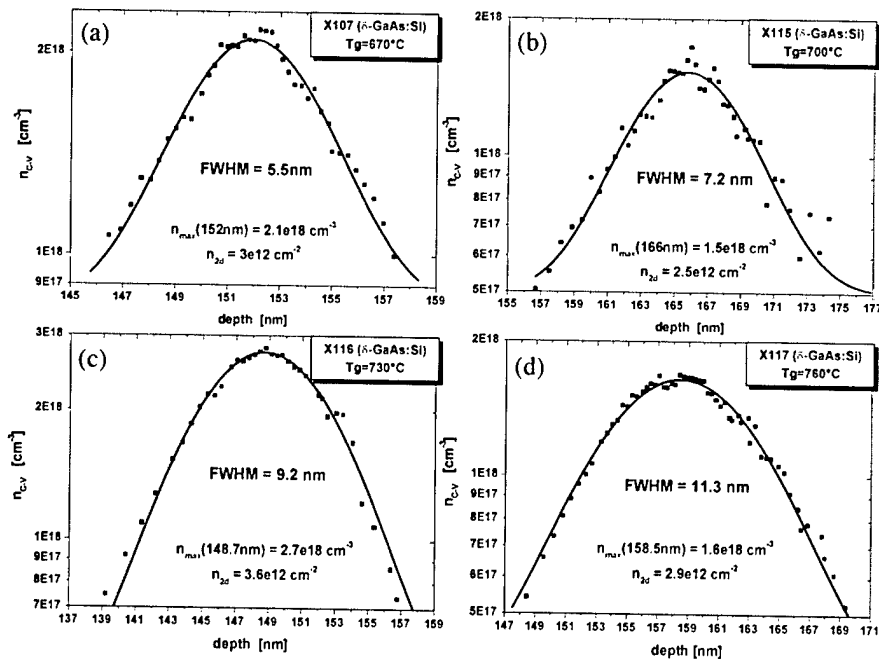 (a)
X107 (δ-GaAs:Si)
Tg=670°C
2E18
1E18
9E17
n_C-V [cm⁻³]
FWHM = 5.5nm
n_max(152nm) = 2.1e18 cm⁻³
n_2d = 3e12 cm⁻²
145 147 149 151 153 155 157 159
depth [nm]
(b)
X115 (δ-GaAs:Si)
Tg=700°C
2E18
1E18
9E17
8E17
7E17
6E17
5E17
n_C-V [cm⁻³]
FWHM = 7.2 nm
n_max(166nm) = 1.5e18 cm⁻³
n_2d = 2.5e12 cm⁻²
155 157 159 161 163 165 167 169 171 173 175 177
depth [nm]
(c)
X116 (δ-GaAs:Si)
Tg=730°C
3E18
2E18
1E18
9E17
8E17
7E17
n_C-V [cm⁻³]
FWHM = 9.2 nm
n_max(148.7nm) = 2.7e18 cm⁻³
n_2d = 3.6e12 cm⁻²
137 139 141 143 145 147 149 151 153 155 157 159
depth [nm]
(d)
X117 (δ-GaAs:Si)
Tg=760°C
2E18
1E18
9E17
8E17
7E17
6E17
5E17
n_C-V [cm⁻³]
FWHM = 11.3 nm
n_max(158.5nm) = 1.6e18 cm⁻³
n_2d = 2.9e12 cm⁻²
147 149 151 153 155 157 159 161 163 165 167 169 171
depth [nm]